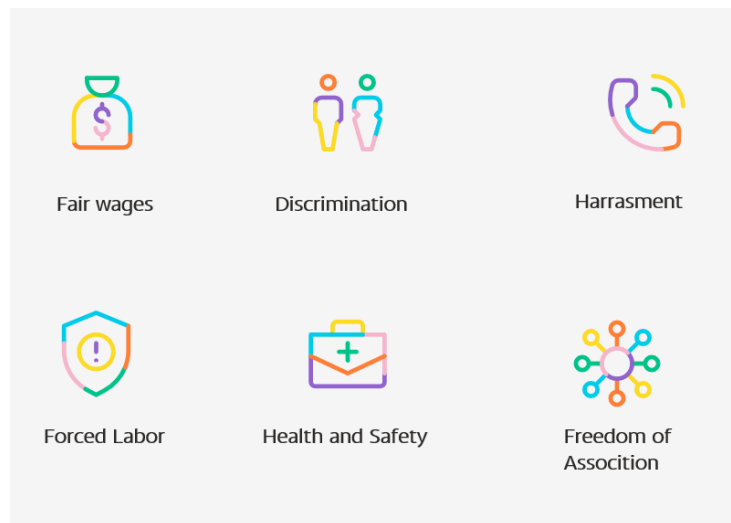 Fair wages
Discrimination
Harrasment
Forced Labor
Health and Safety
Freedom of
Assocition